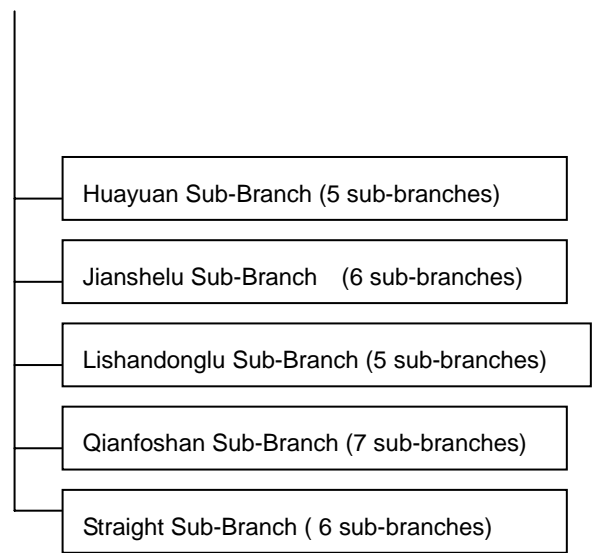 Huayuan Sub-Branch (5 sub-branches)
Jianshelu Sub-Branch (6 sub-branches)
Lishandonglu Sub-Branch (5 sub-branches)
Qianfoshan Sub-Branch (7 sub-branches)
Straight Sub-Branch ( 6 sub-branches)